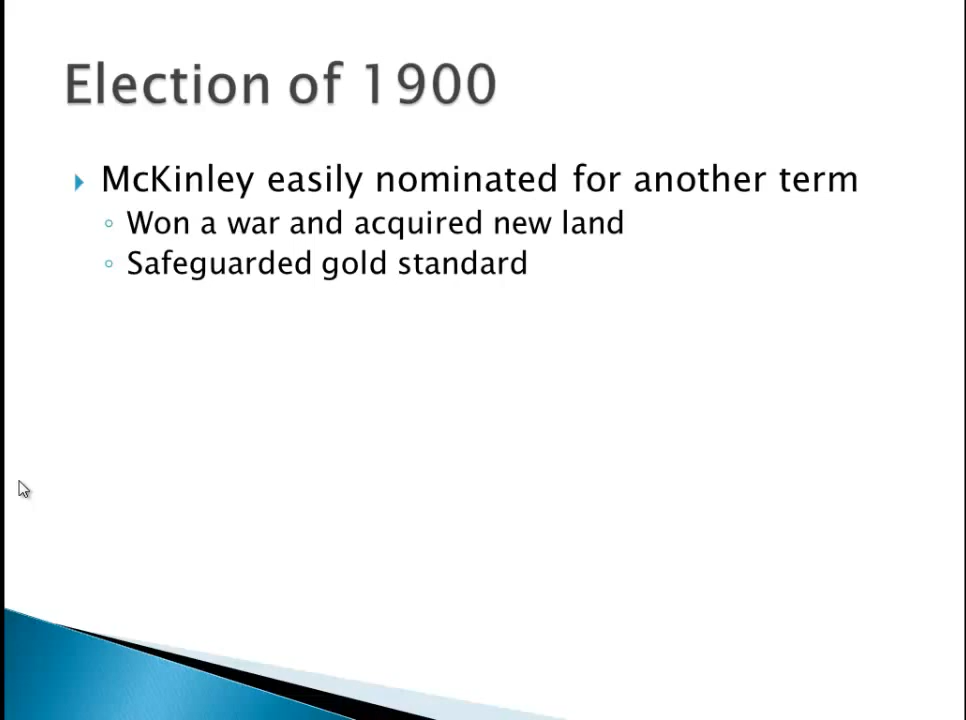 Election of 1900
McKinley easily nominated for another term
Won a war and acquired new land
Safeguarded gold standard